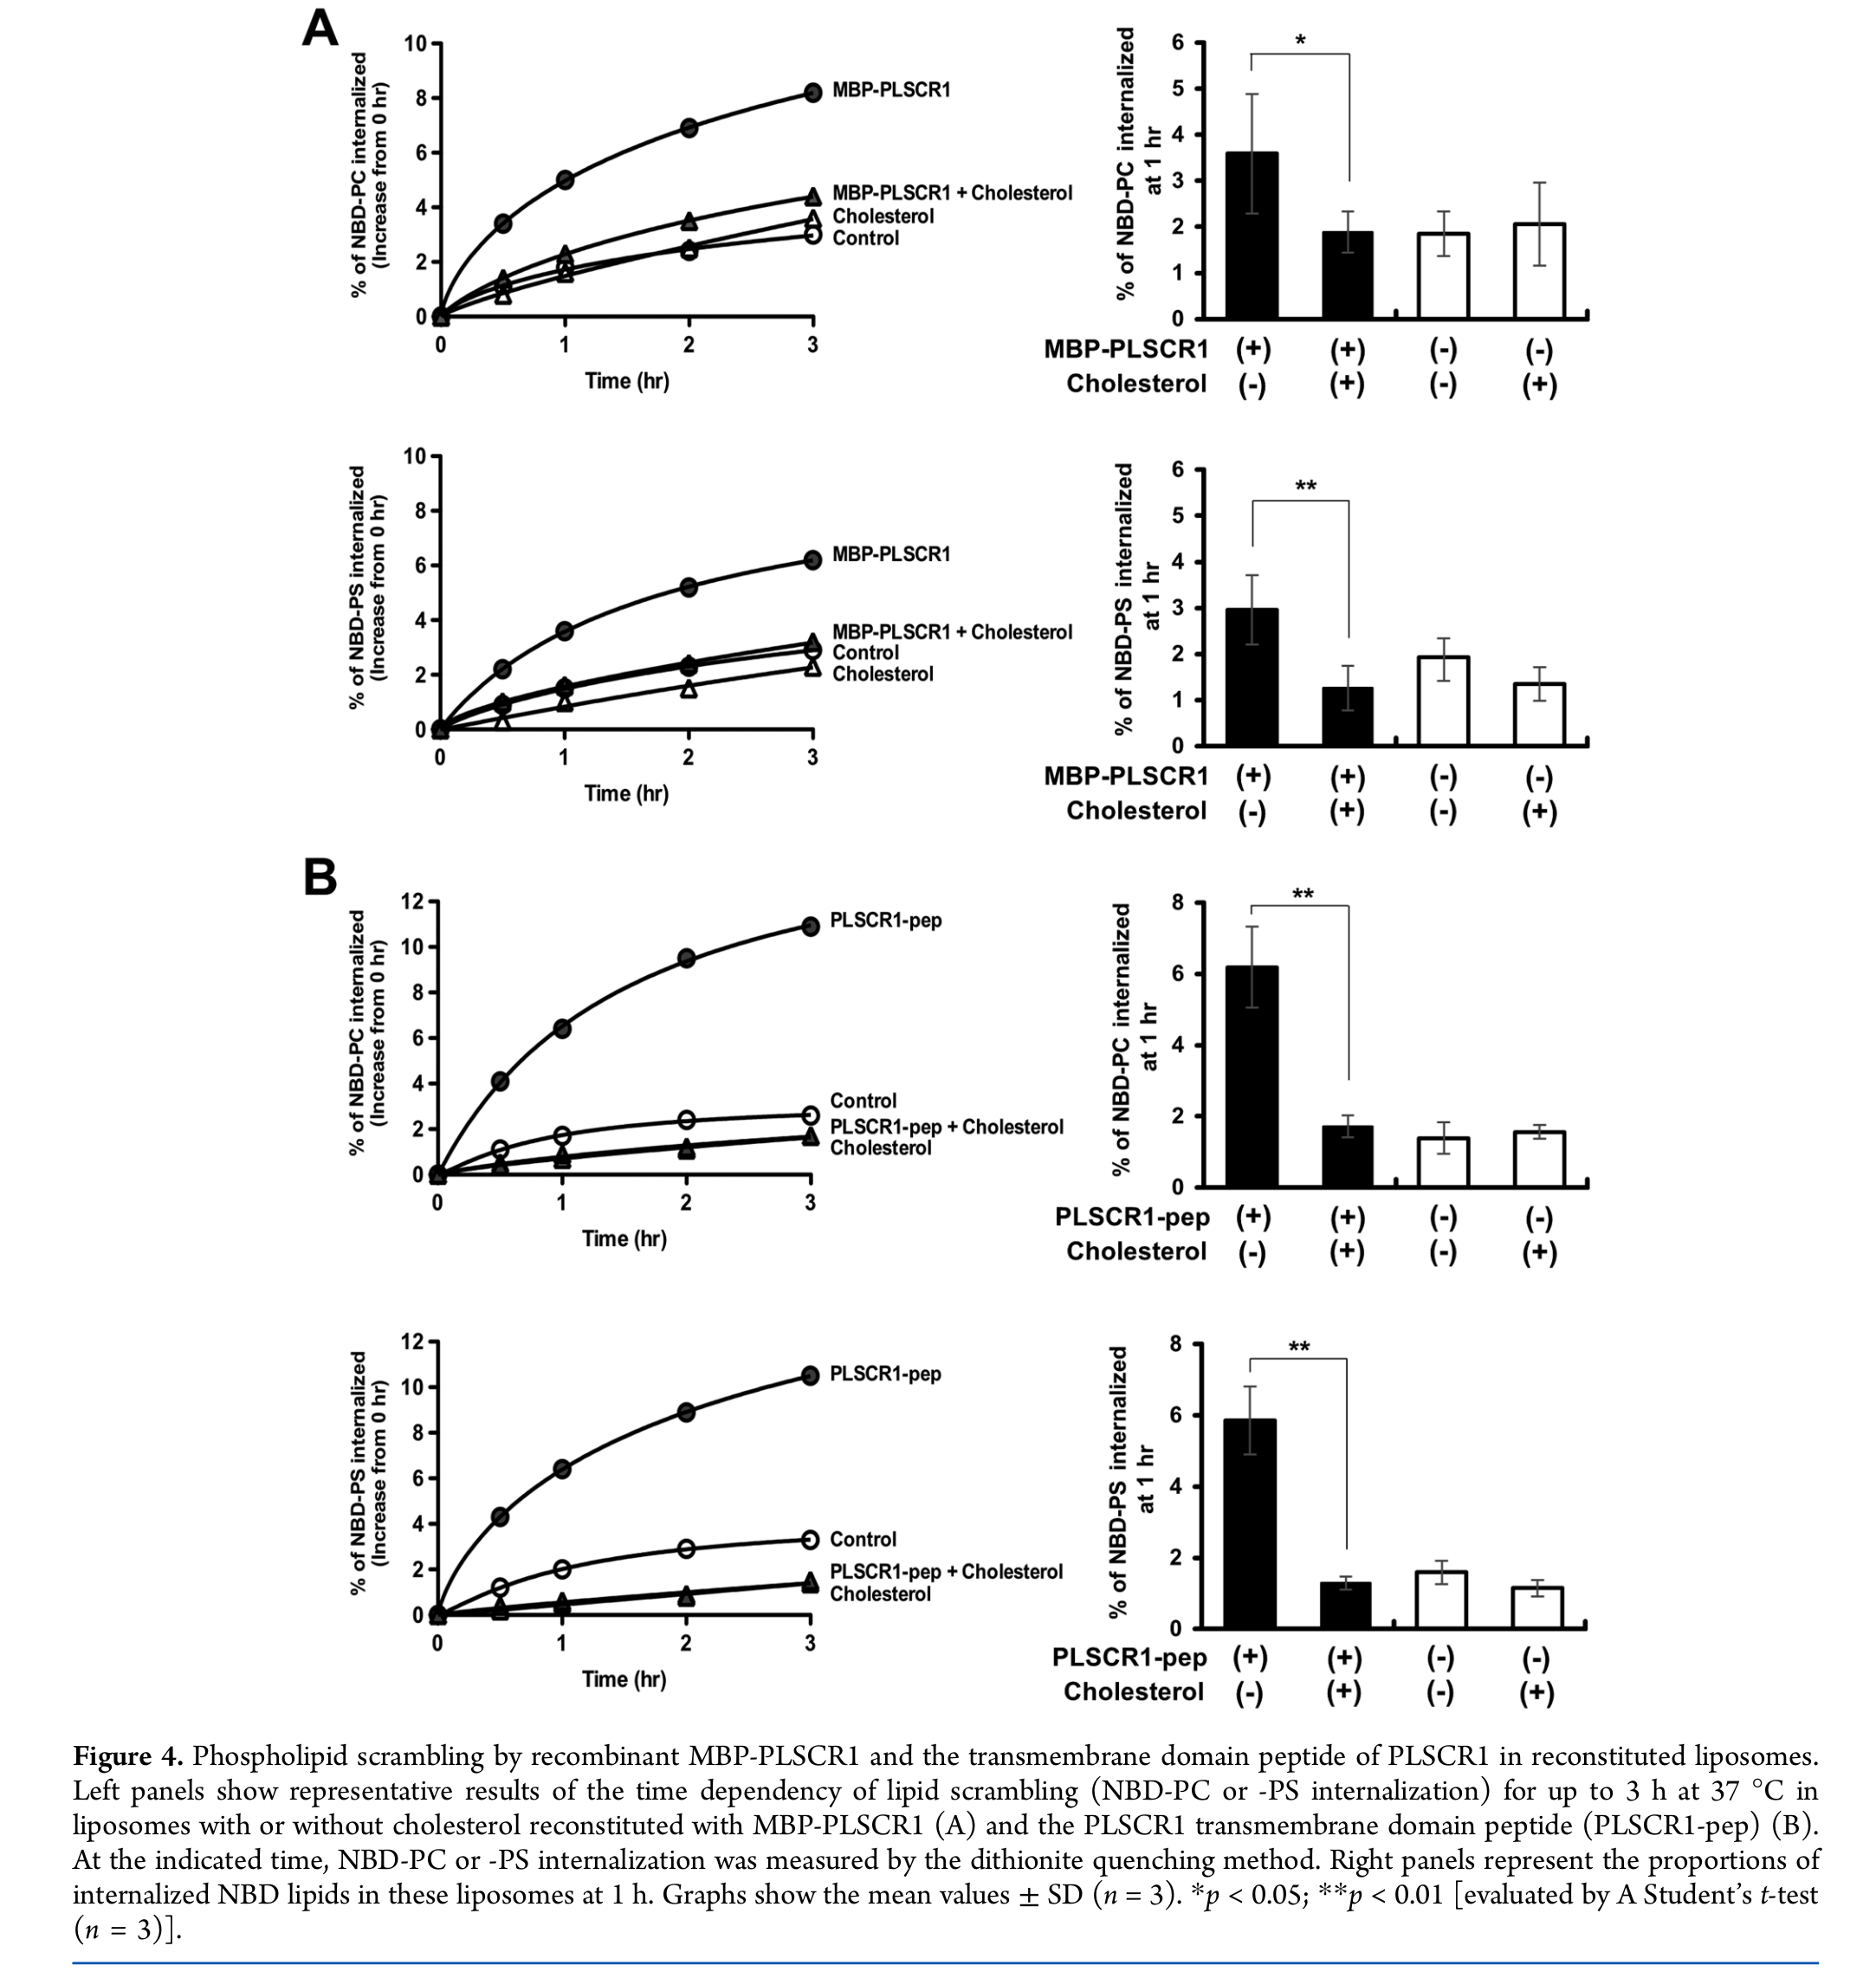 A
% of NBD-PC internalized
(Increase from 0 hr)
10
8
6
4
2
0
MBP-PLSCR1
MBP-PLSCR1 + Cholesterol
Cholesterol
Control
0 1 2 3
Time (hr)
% of NBD-PC internalized
at 1 hr
6
5
4
3
2
1
0
*
MBP-PLSCR1 (+) (+) (-) (-)
Cholesterol (-) (+) (-) (+)
% of NBD-PS internalized
(Increase from 0 hr)
10
8
6
4
2
0
MBP-PLSCR1
MBP-PLSCR1 + Cholesterol
Control
Cholesterol
0 1 2 3
Time (hr)
% of NBD-PS internalized
at 1 hr
6
5
4
3
2
1
0
**
MBP-PLSCR1 (+) (+) (-) (-)
Cholesterol (-) (+) (-) (+)
B
% of NBD-PC internalized
(Increase from 0 hr)
12
10
8
6
4
2
0
PLSCR1-pep
Control
PLSCR1-pep + Cholesterol
Cholesterol
0 1 2 3
Time (hr)
% of NBD-PC internalized
at 1 hr
8
6
4
2
0
**
PLSCR1-pep (+) (+) (-) (-)
Cholesterol (-) (+) (-) (+)
% of NBD-PS internalized
(Increase from 0 hr)
12
10
8
6
4
2
0
PLSCR1-pep
Control
PLSCR1-pep + Cholesterol
Cholesterol
0 1 2 3
Time (hr)
% of NBD-PS internalized
at 1 hr
8
6
4
2
0
**
PLSCR1-pep (+) (+) (-) (-)
Cholesterol (-) (+) (-) (+)
Figure 4. Phospholipid scrambling by recombinant MBP-PLSCR1 and the transmembrane domain peptide of PLSCR1 in reconstituted liposomes.
Left panels show representative results of the time dependency of lipid scrambling (NBD-PC or -PS internalization) for up to 3 h at 37 °C in
liposomes with or without cholesterol reconstituted with MBP-PLSCR1 (A) and the PLSCR1 transmembrane domain peptide (PLSCR1-pep) (B).
At the indicated time, NBD-PC or -PS internalization was measured by the dithionite quenching method. Right panels represent the proportions of
internalized NBD lipids in these liposomes at 1 h. Graphs show the mean values ± SD (n = 3). *p < 0.05; **p < 0.01 [evaluated by A Student's t-test
(n = 3)].